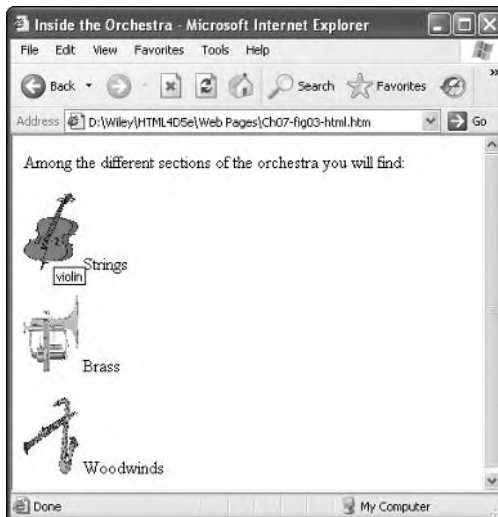 Inside the Orchestra - Microsoft Internet Explorer
File Edit View Favorites Tools Help
Back Search Favorites »
Address D:\Wiley\HTML4D5e\Web Pages\Ch07-fig03-html.htm Go
Among the different sections of the orchestra you will find:
Strings
violin
Brass
Woodwinds
Done My Computer